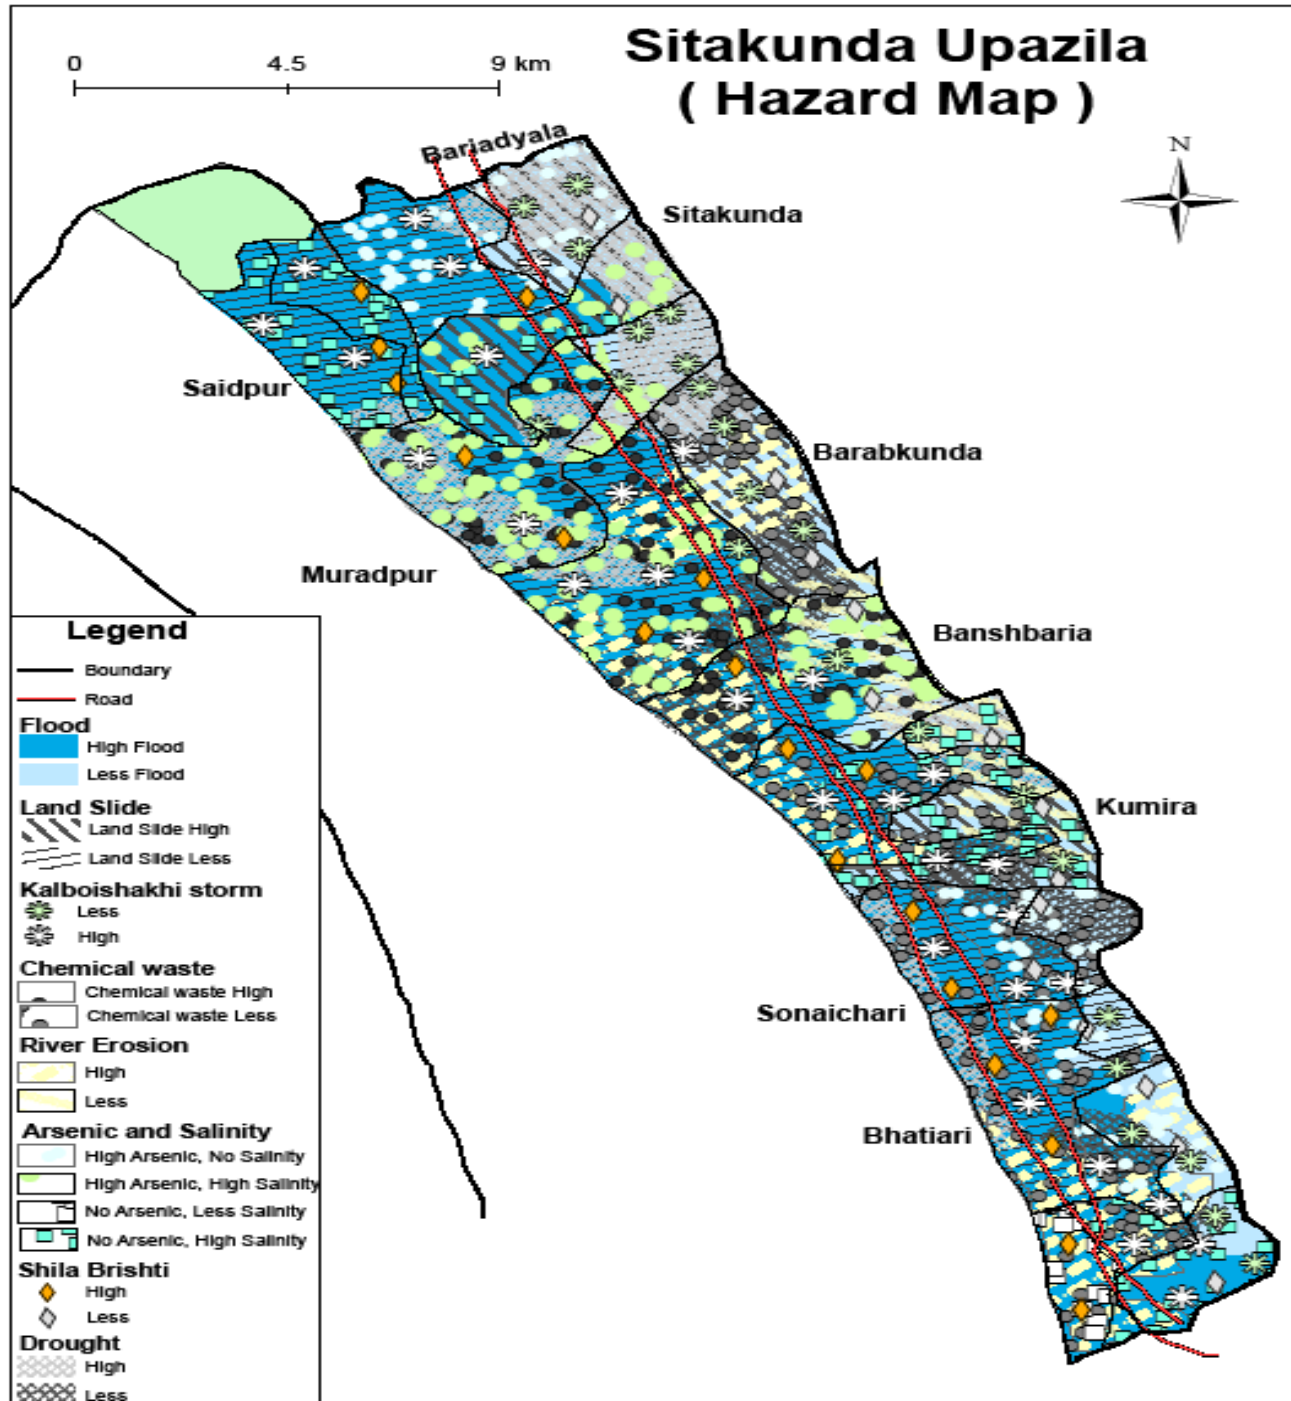 Sitakunda Upazila
( Hazard Map )
0 4.5 9 km
N
Bariadyala
Sitakunda
Saidpur
Barabkunda
Muradpur
Banshbaria
Kumira
Sonaichari
Bhatiari
Legend
Boundary
Road
Flood
High Flood
Less Flood
Land Slide
Land Slide High
Land Slide Less
Kalboishakhi storm
Less
High
Chemical waste
Chemical waste High
Chemical waste Less
River Erosion
High
Less
Arsenic and Salinity
High Arsenic, No Salinity
High Arsenic, High Salinity
No Arsenic, Less Salinity
No Arsenic, High Salinity
Shila Brishti
High
Less
Drought
High
Less